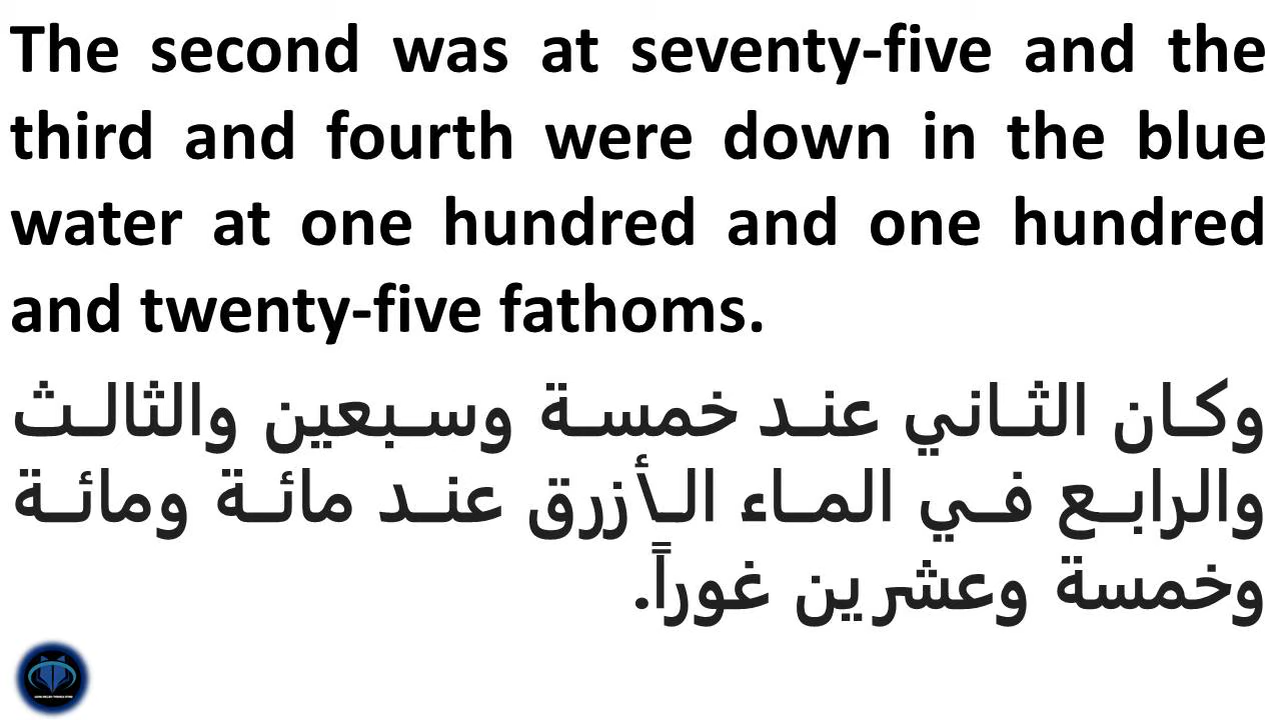 The second was at seventy-five and the
third and fourth were down in the blue
water at one hundred and one hundred
and twenty-five fathoms.
وكان الثاني عند خمسة وسبعين والثالث
والرابع في الماء الأزرق عند مائة ومائة
وخمسة وعشرين غوراً.